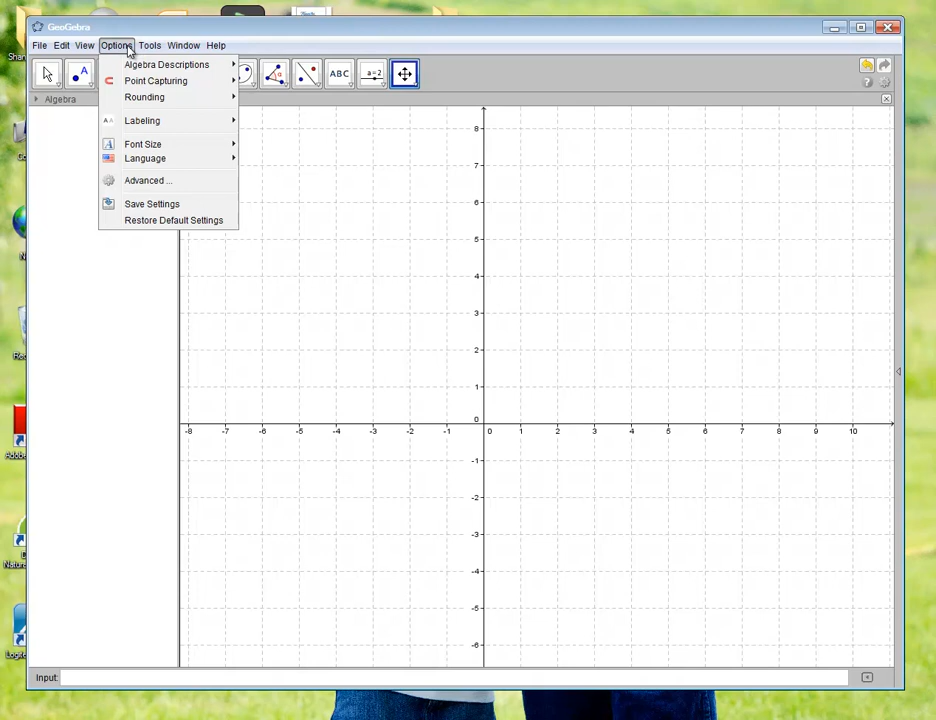 GeoGebra
File Edit View Options Tools Window Help
ABC a=2
Algebra
Algebra Descriptions
Point Capturing
Rounding
Labeling
Font Size
Language
Advanced ...
Save Settings
Restore Default Settings
8
7
6
5
4
3
2
1
0
-8 -7 -6 -5 -4 -3 -2 -1 0 1 2 3 4 5 6 7 8 9 10
-1
-2
-3
-4
-5
-6
Input: